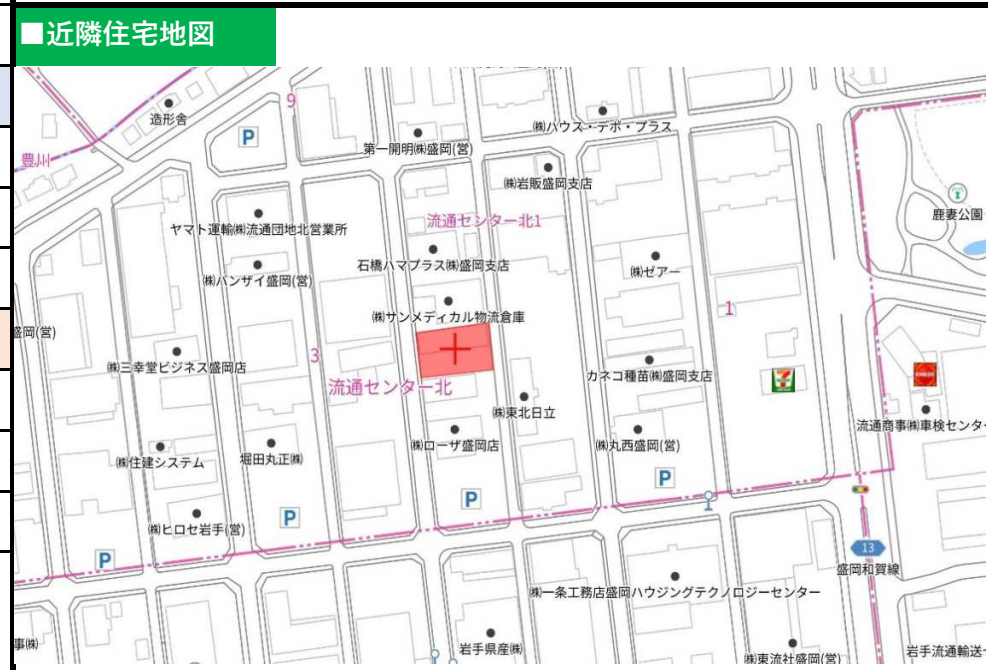 ■近隣住宅地図
9
造形舎
P
㈱ハウス・デポ・プラス
第一開明㈱盛岡(営)
豊川
㈱岩販盛岡支店
鹿妻公園
流通センター北1
ヤマト運輸㈱流通団地北営業所
石橋ハマプラス㈱盛岡支店
㈱バンザイ盛岡(営)
㈱ゼアー
1
㈱サンメディカル物流倉庫
盛岡(営)
3
㈱三幸堂ビジネス盛岡店
カネコ種苗㈱盛岡支店
7
ENEOS
流通センター北
㈱東北日立
流通商事㈱車検センター
㈱ローザ盛岡店
㈱丸西盛岡(営)
㈱住建システム
堀田丸正㈱
P
P
P
㈱ヒロセ岩手(営)
P
13
盛岡和賀線
㈱一条工務店盛岡ハウジングテクノロジーセンター
事㈱
岩手県産㈱
㈱東流社盛岡(営)
岩手流通輸送